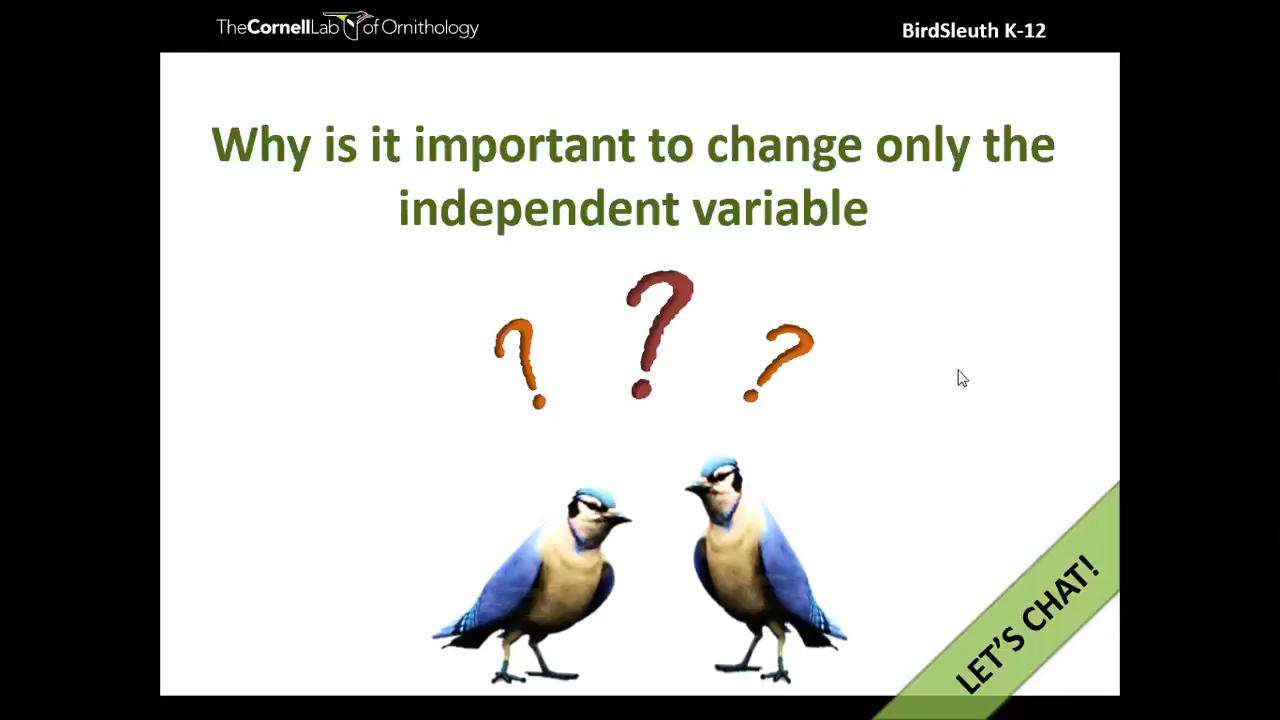 TheCornellLab of Ornithology
BirdSleuth K-12
Why is it important to change only the
independent variable
? ? ?
LET'S CHAT!